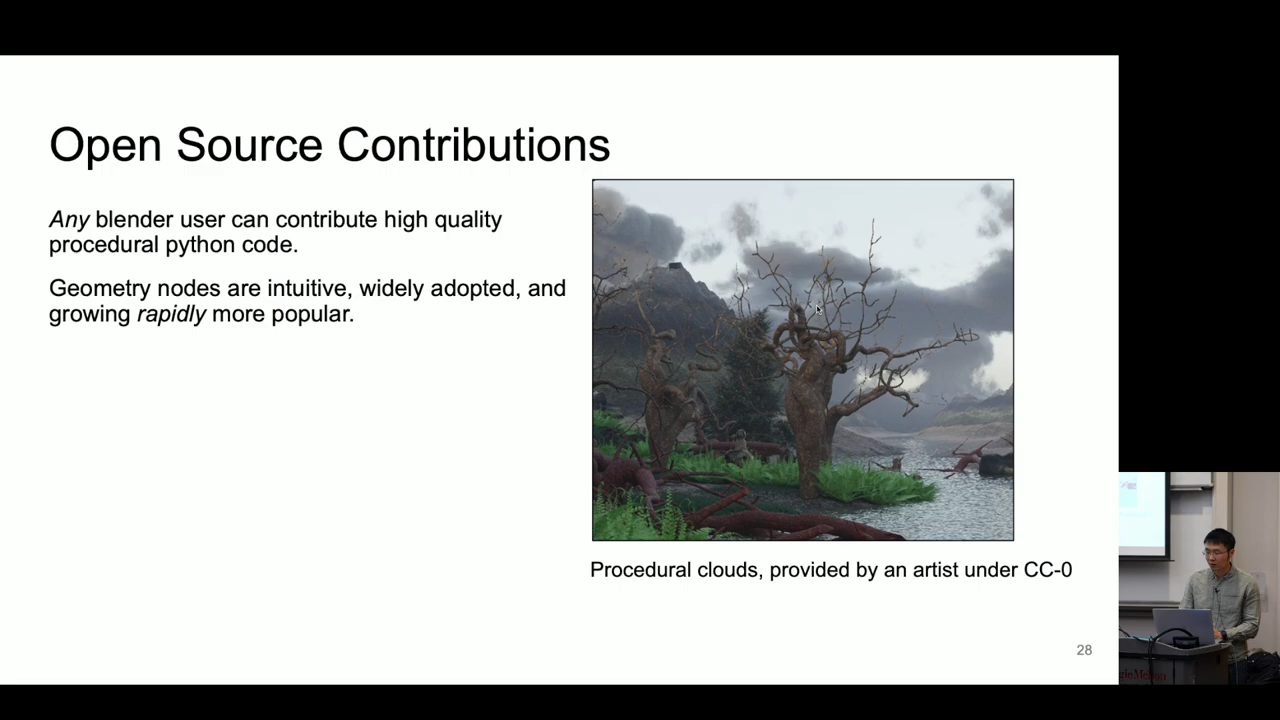 Open Source Contributions
Any blender user can contribute high quality
procedural python code.
Geometry nodes are intuitive, widely adopted, and
growing rapidly more popular.
Procedural clouds, provided by an artist under CC-0
28